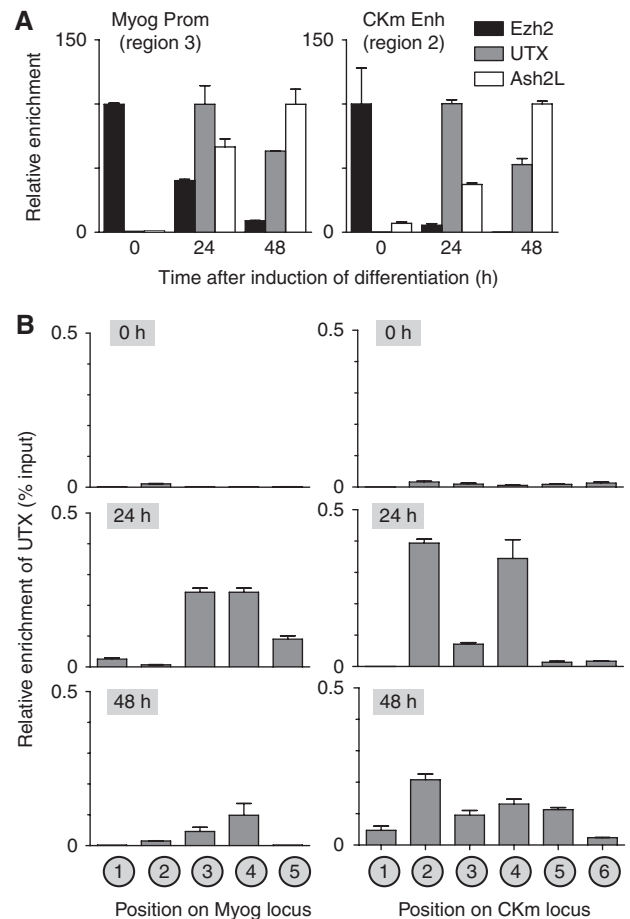 A
Myog Prom
(region 3)
CKm Enh
(region 2)
Ezh2
UTX
Ash2L
Relative enrichment
150
0
150
0
0 24 48
0 24 48
Time after induction of differentiation (h)
B
Relative enrichment of UTX (% input)
0.5
0 h
0
0.5
0 h
0
0.5
24 h
0
0.5
24 h
0
0.5
48 h
0
0.5
48 h
0
1 2 3 4 5
1 2 3 4 5 6
Position on Myog locus
Position on CKm locus